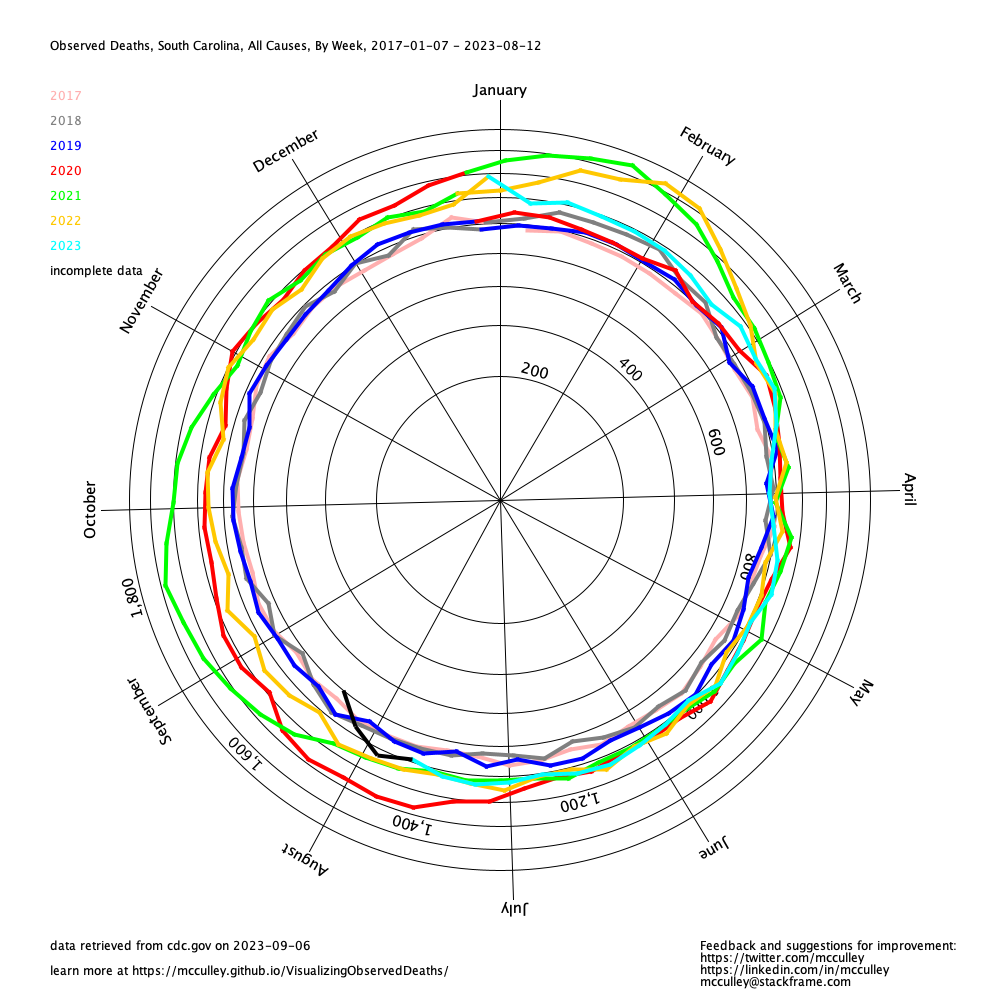 Observed Deaths, South Carolina, All Causes, By Week, 2017-01-07 - 2023-08-12
2017
2018
2019
2020
2021
2022
2023
incomplete data
January
February
March
April
May
June
July
August
September
October
November
December
200
400
600
800
1,200
1,400
1,600
1,800
data retrieved from cdc.gov on 2023-09-06
learn more at https://mcculley.github.io/VisualizingObservedDeaths/
Feedback and suggestions for improvement:
https://twitter.com/mcculley
https://linkedin.com/in/mcculley
mcculley@stackframe.com